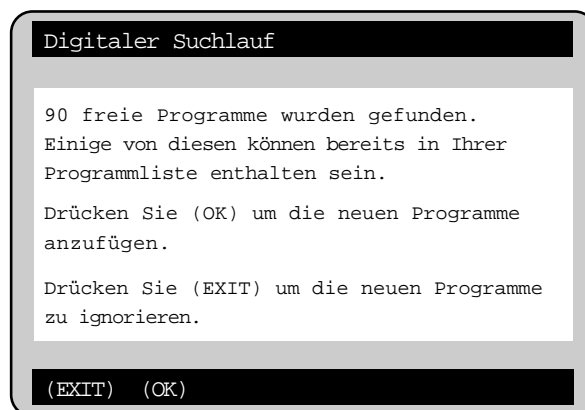 Digitaler Suchlauf
90 freie Programme wurden gefunden.
Einige von diesen können bereits in Ihrer
Programmliste enthalten sein.
Drücken Sie (OK) um die neuen Programme
anzufügen.
Drücken Sie (EXIT) um die neuen Programme
zu ignorieren.
(EXIT) (OK)